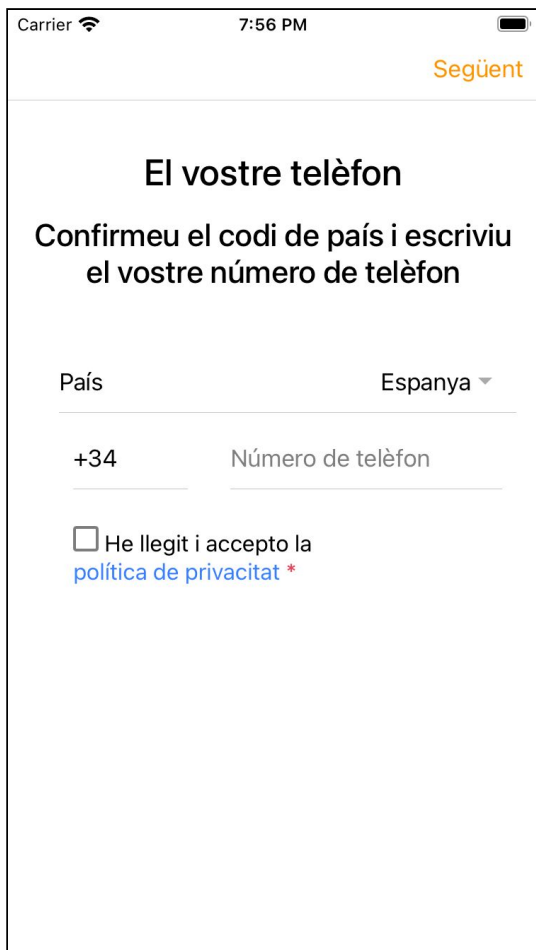 Carrier 7:56 PM
Següent
El vostre telèfon
Confirmeu el codi de país i escriviu
el vostre número de telèfon
País Espanya
+34 Número de telèfon
He llegit i accepto la
política de privacitat *